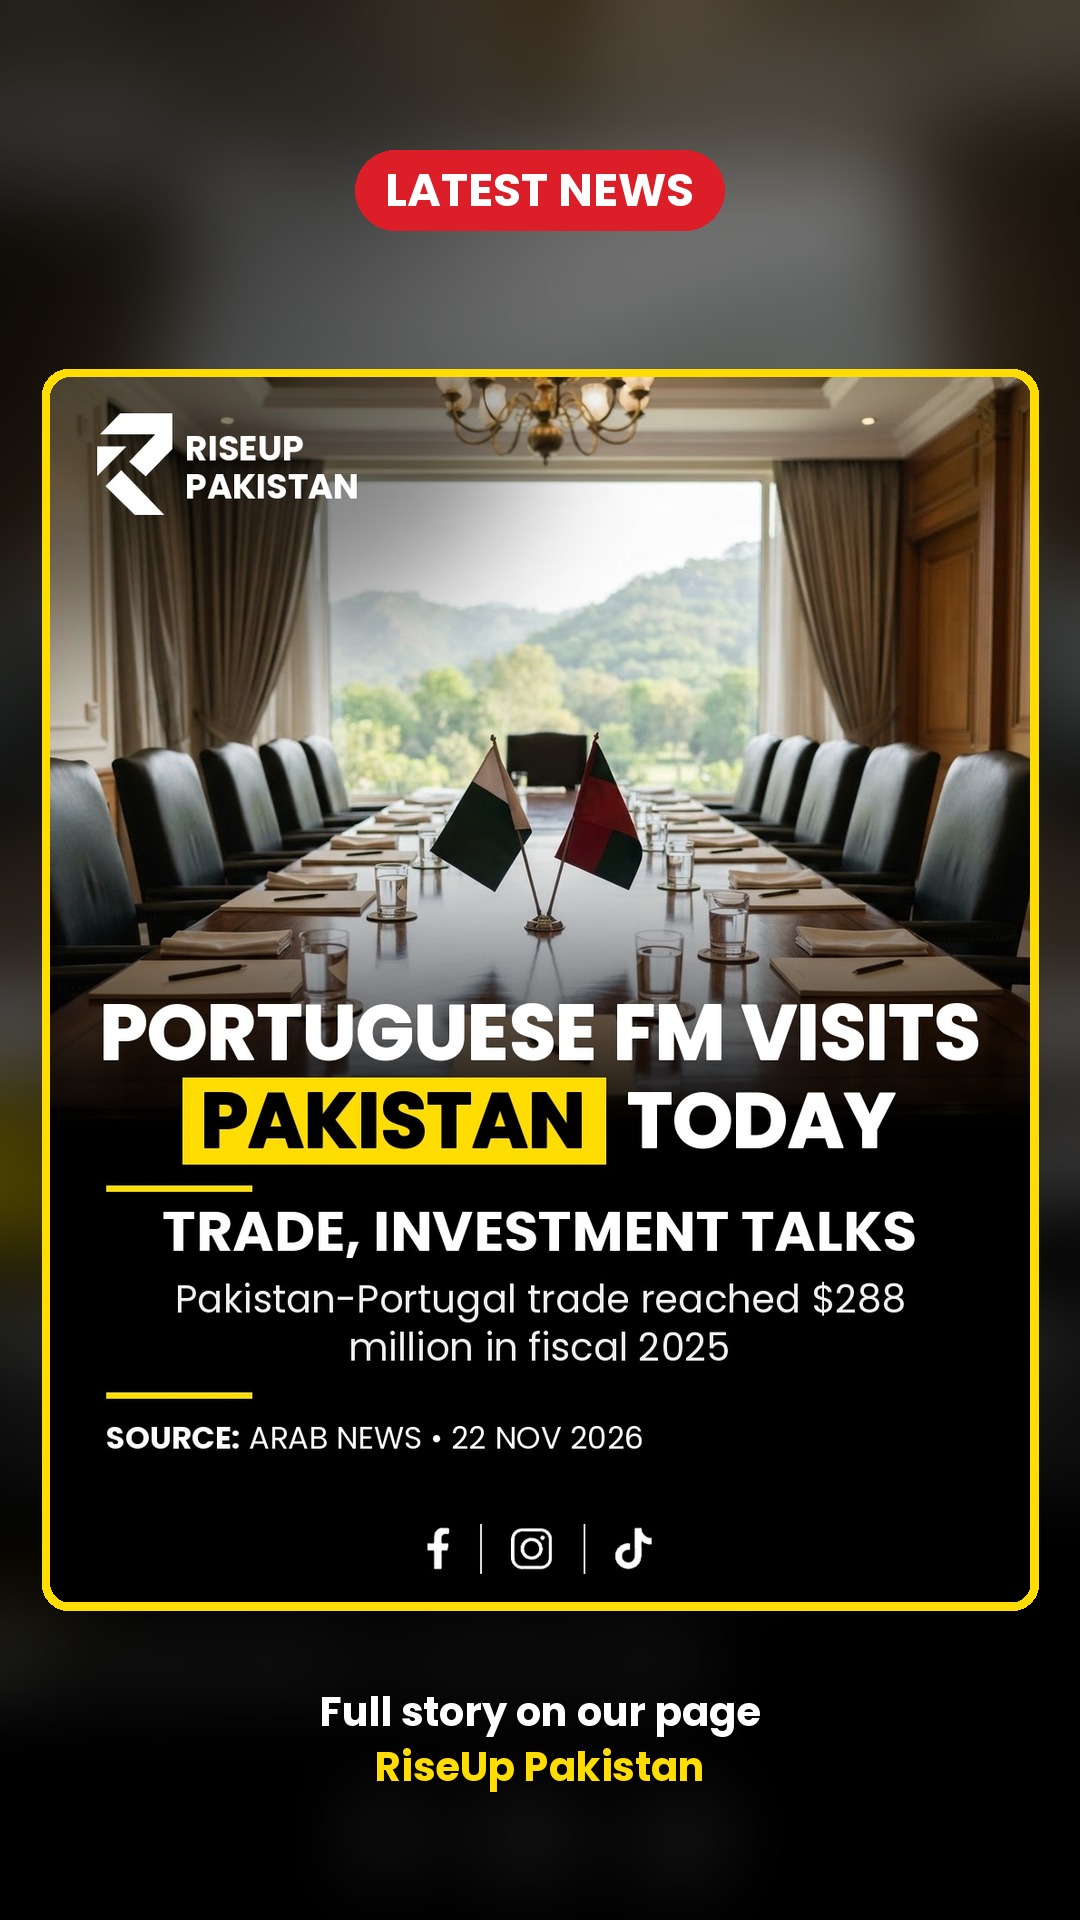 LATEST NEWS
RISEUP
PAKISTAN
PORTUGUESE FM VISITS
PAKISTAN TODAY
TRADE, INVESTMENT TALKS
Pakistan-Portugal trade reached $288
million in fiscal 2025
SOURCE: ARAB NEWS • 22 NOV 2026
Full story on our page
RiseUp Pakistan